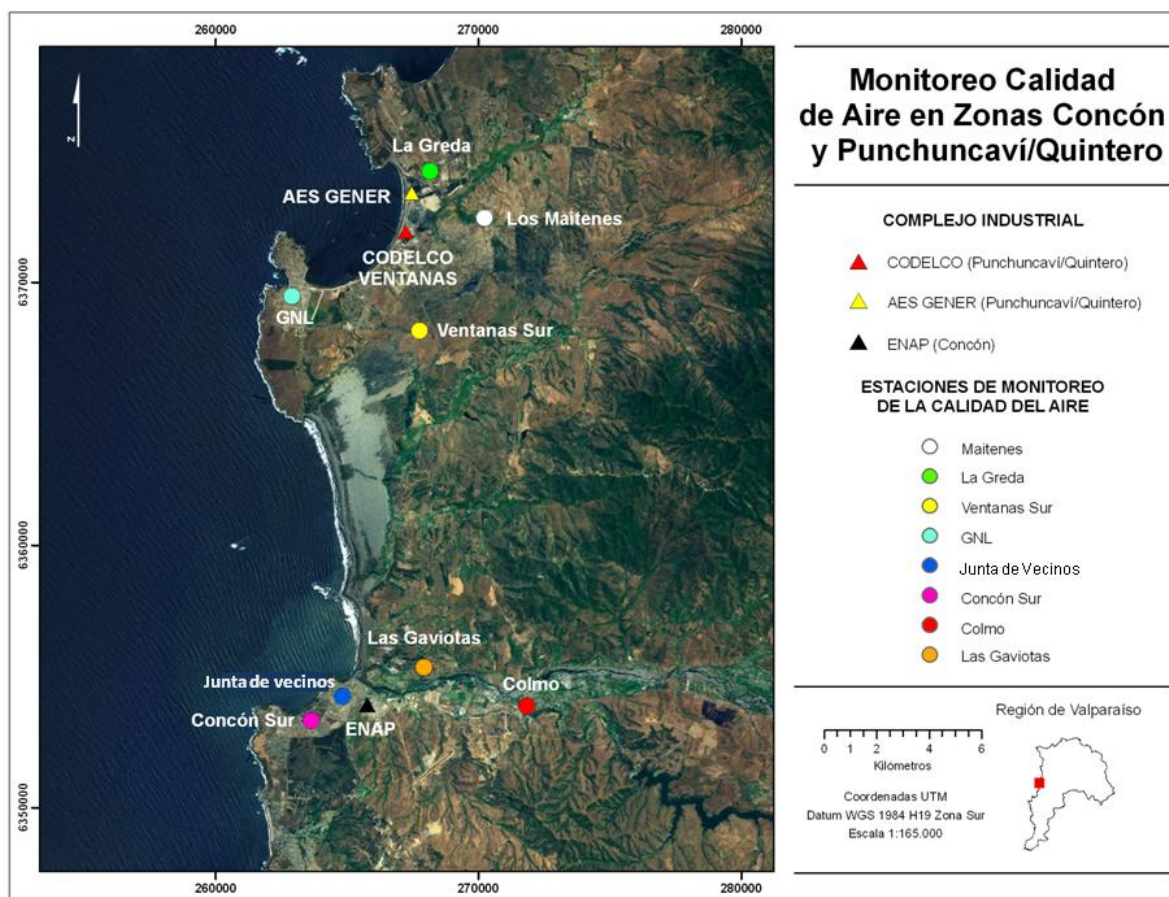 260000
270000
280000
6370000
6360000
6350000
N
La Greda
AES GENER
Los Maitenes
CODELCO
VENTANAS
GNL
Ventanas Sur
Las Gaviotas
Junta de vecinos
Colmo
Concón Sur
ENAP
260000
270000
280000
Monitoreo Calidad
de Aire en Zonas Concón
y Punchuncaví/Quintero
COMPLEJO INDUSTRIAL
CODELCO (Punchuncaví/Quintero)
AES GENER (Punchuncaví/Quintero)
ENAP (Concón)
ESTACIONES DE MONITOREO
DE LA CALIDAD DEL AIRE
Maitenes
La Greda
Ventanas Sur
GNL
Junta de Vecinos
Concón Sur
Colmo
Las Gaviotas
Región de Valparaíso
0 1 2 4 6
Kilómetros
Coordenadas UTM
Datum WGS 1984 H19 Zona Sur
Escala 1:165.000